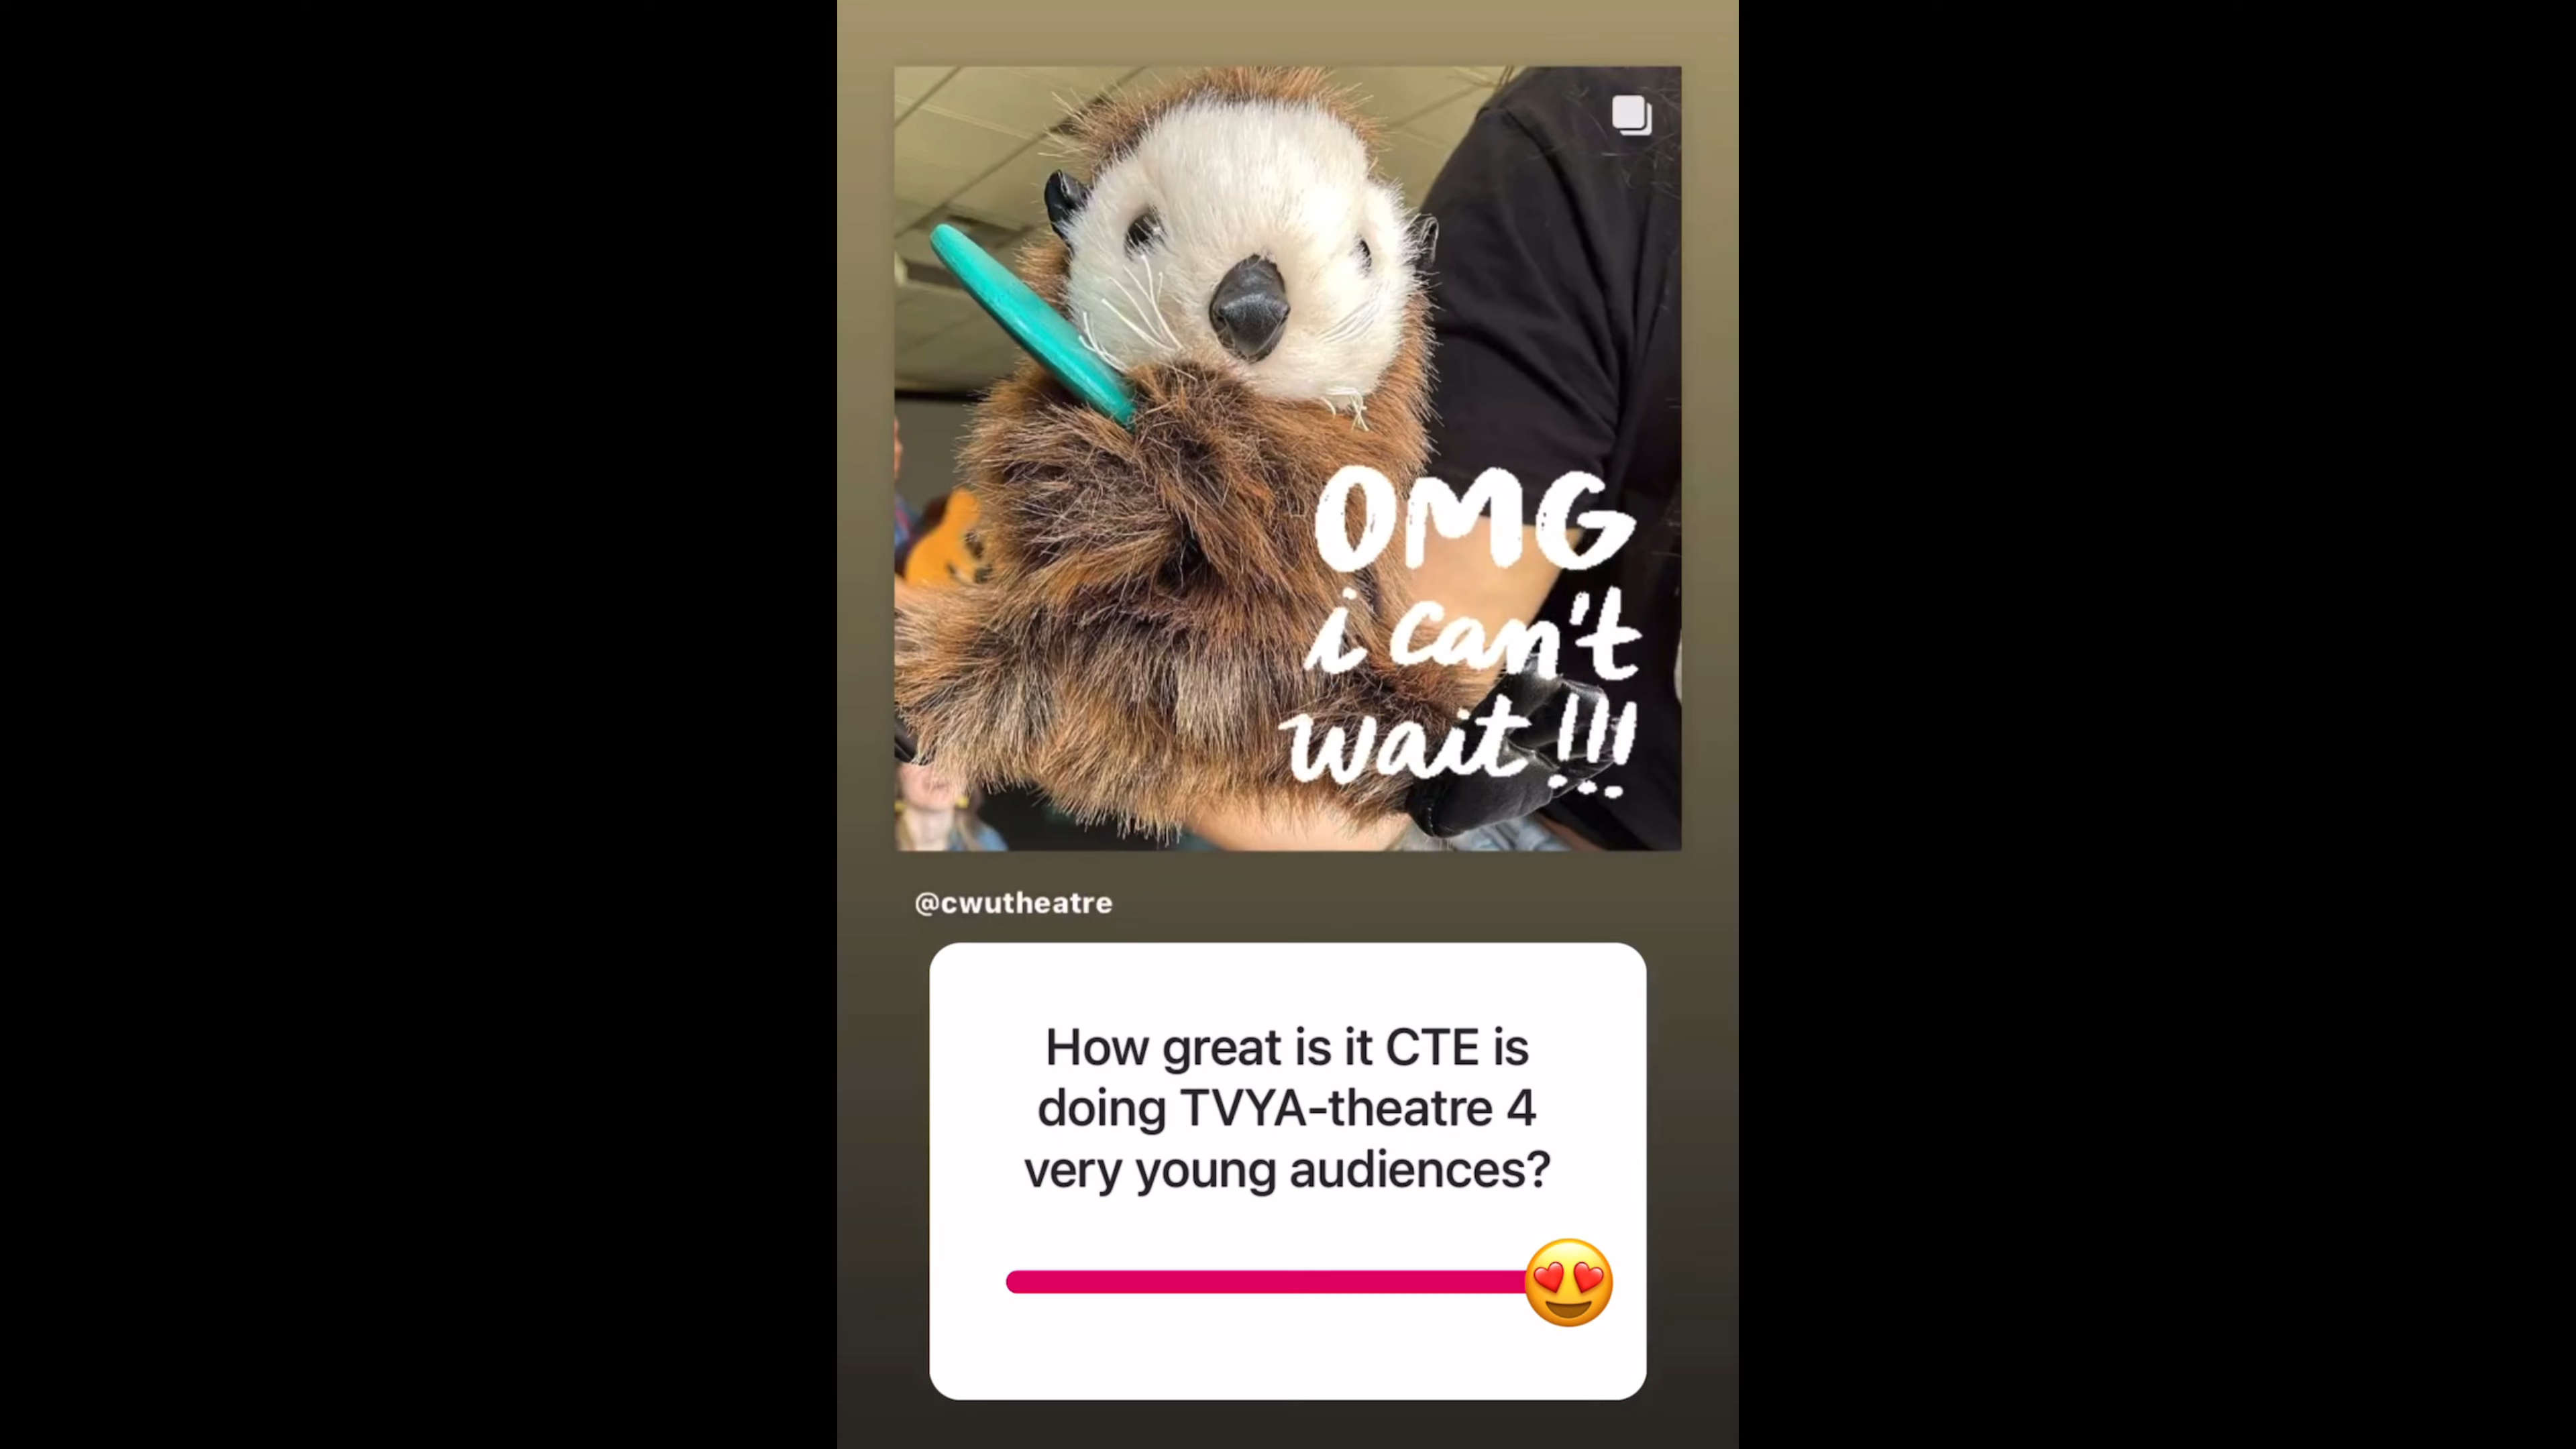 OMG
i can't
wait!!!
@cwutheatre
How great is it CTE is
doing TVYA-theatre 4
very young audiences?